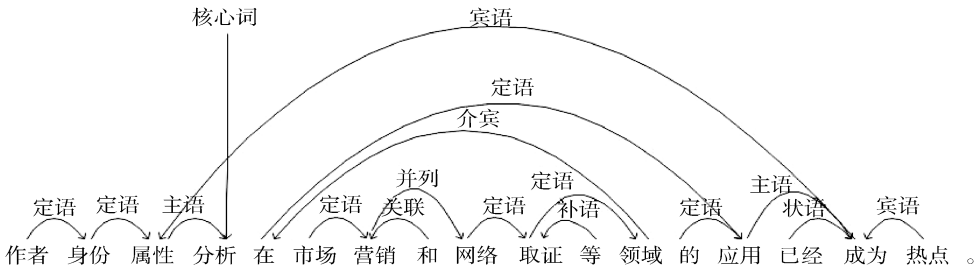 核心词
宾语
定语
介宾
并列
定语
主语
定语 定语 主语 定语 关联 定语 补语 定语 状语 宾语
作者 身份 属性 分析 在 市场 营销 和 网络 取证 等 领域 的 应用 已经 成为 热点 。